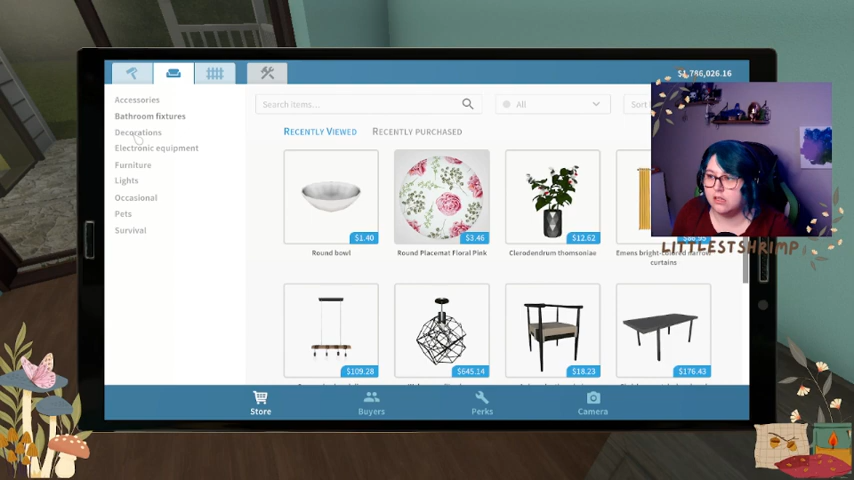 $1,786,026.16
Accessories
Bathroom fixtures
Decorations
Electronic equipment
Furniture
Lights
Occasional
Pets
Survival
Search items...
All
Sort
RECENTLY VIEWED
RECENTLY PURCHASED
$1.40
$3.46
$12.62
Round bowl
Round Placemat Floral Pink
Clerodendrum thomsoniae
Emens bright-colored narrow
curtains
LITTLESTSHRIMP
$109.28
$645.14
$18.23
$176.43
Store
Buyers
Perks
Camera